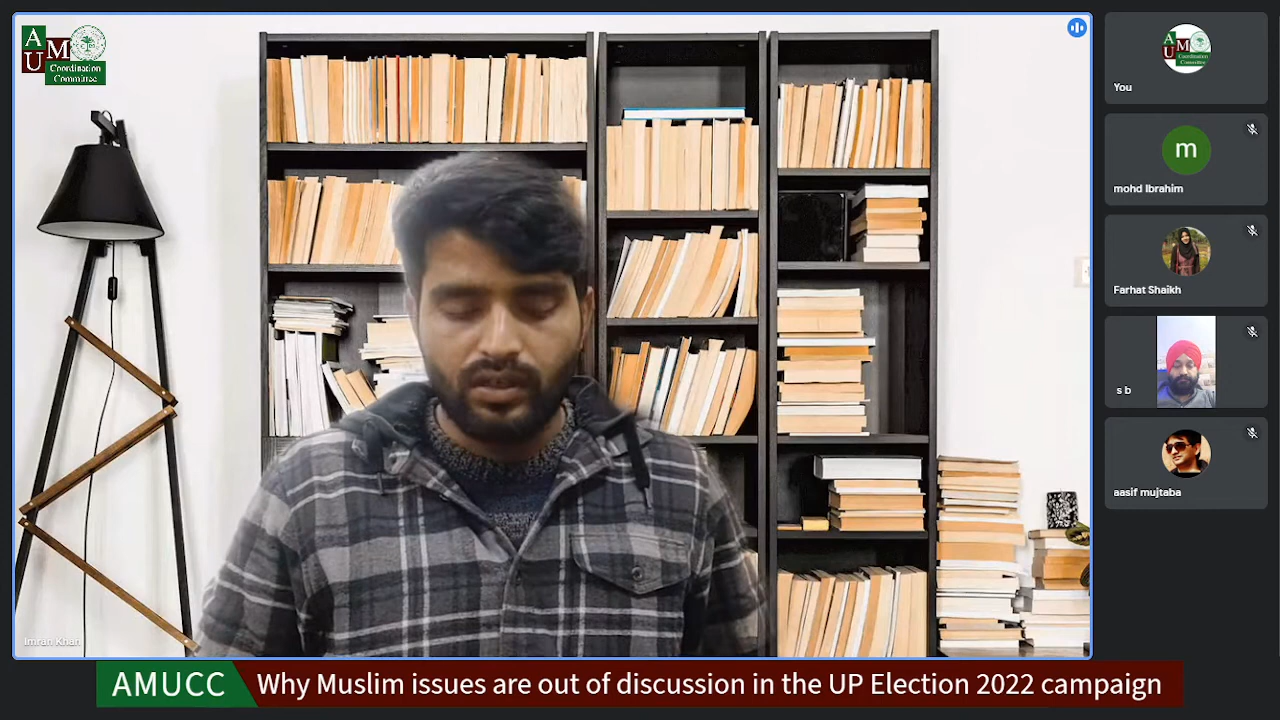 A
U
M
Coordination
Committee
Imran Khan
You
m
mohd Ibrahim
Farhat Shaikh
s b
aasif mujtaba
AMUCC
Why Muslim issues are out of discussion in the UP Election 2022 campaign